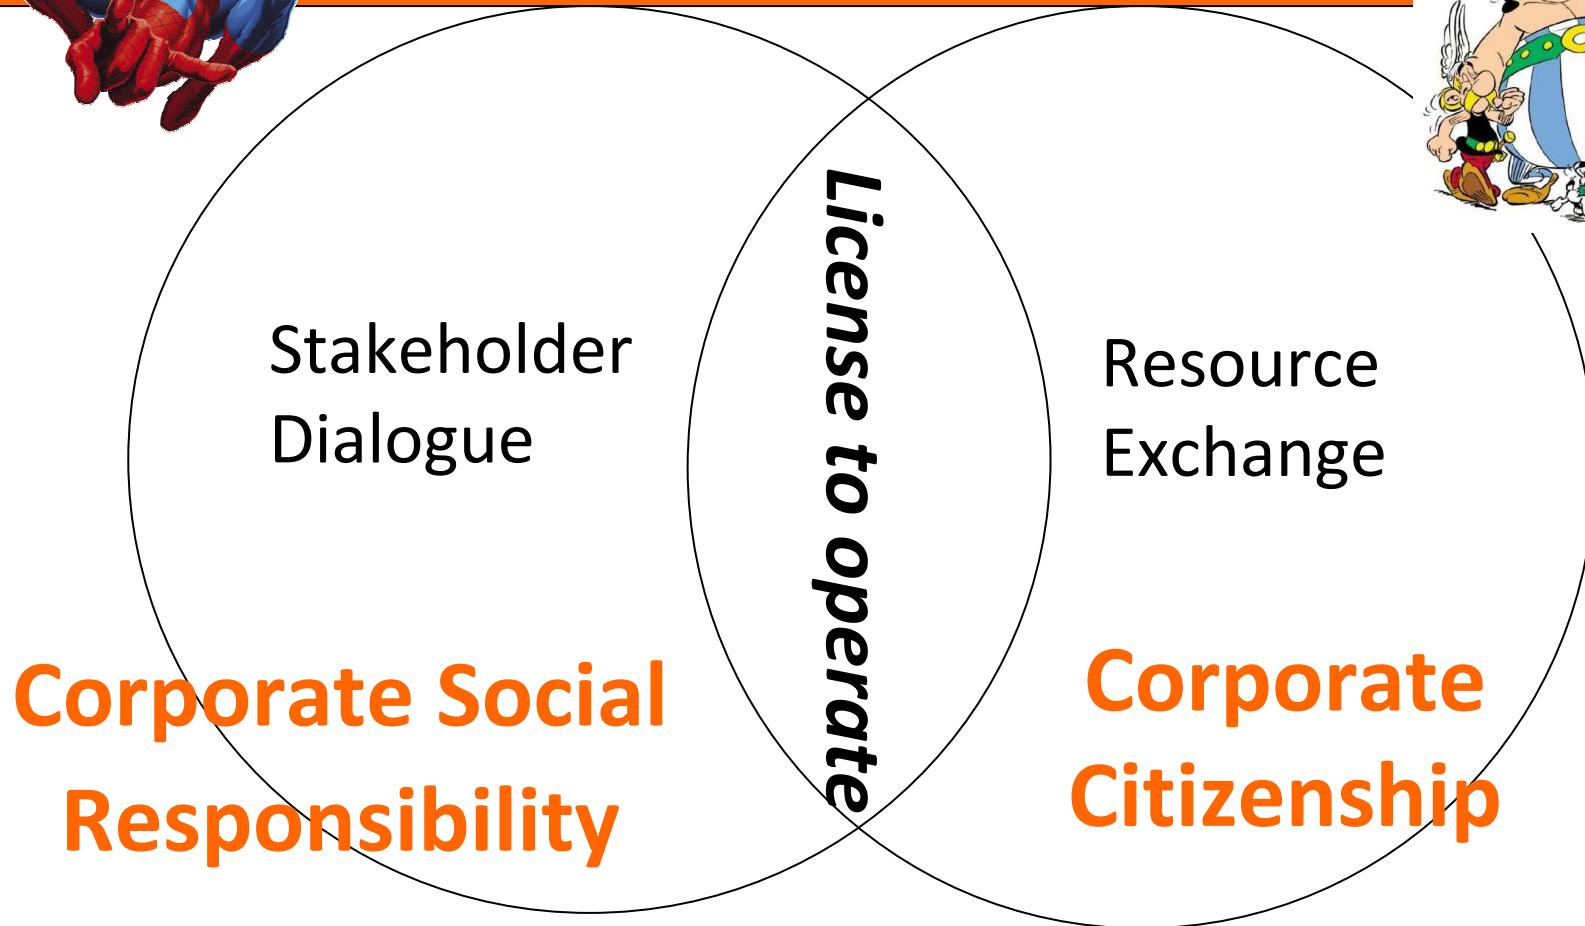 Stakeholder
Dialogue
License to operate
Resource
Exchange
Corporate Social
Responsibility
Corporate
Citizenship